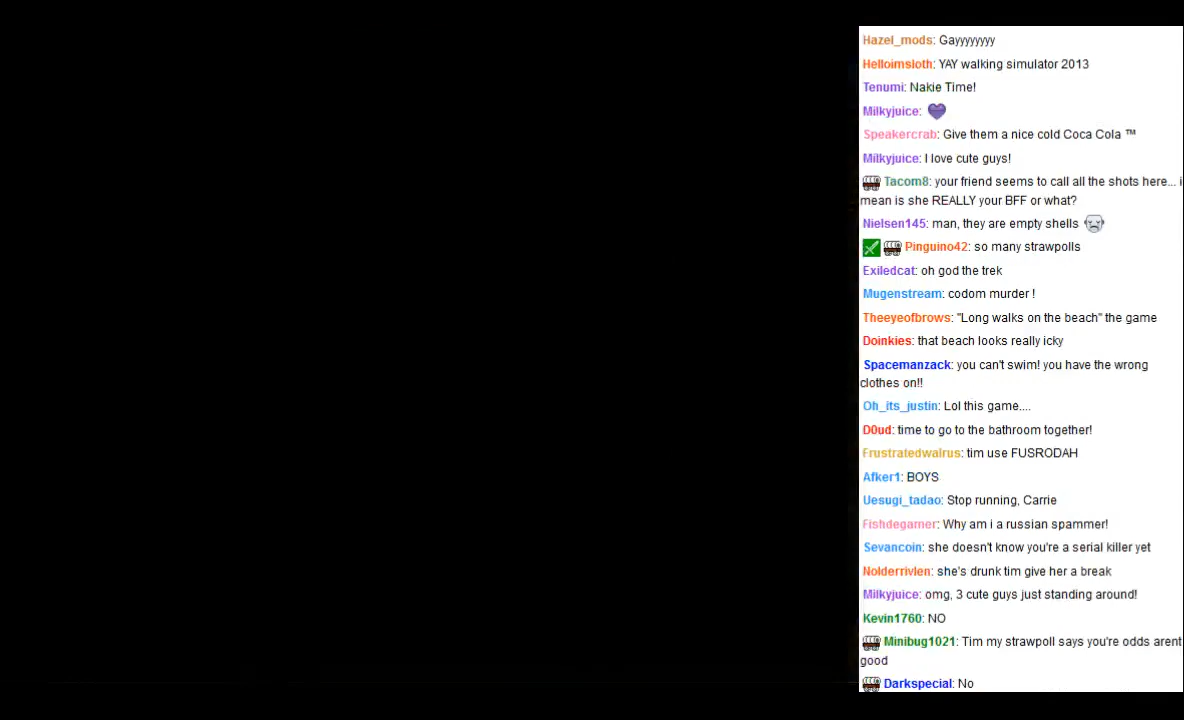 Hazel_mods: Gayyyyyyyy
Helloimsloth: YAY walking simulator 2013
Tenumi: Nakie Time!
Milkyjuice:
Speakercrab: Give them a nice cold Coca Cola ™
Milkyjuice: I love cute guys!
Tacom8: your friend seems to call all the shots here... i
mean is she REALLY your BFF or what?
Nielsen145: man, they are empty shells
Pinguino42: so many strawpolls
Exiledcat: oh god the trek
Mugenstream: codom murder !
Theeyeofbrows: "Long walks on the beach" the game
Doinkies: that beach looks really icky
Spacemanzack: you can't swim! you have the wrong
clothes on!!
Oh_its_justin: Lol this game....
D0ud: time to go to the bathroom together!
Frustratedwalrus: tim use FUSRODAH
Afker1: BOYS
Uesugi_tadao: Stop running, Carrie
Fishdegamer: Why am i a russian spammer!
Sevancoin: she doesn't know you're a serial killer yet
Nolderrivlen: she's drunk tim give her a break
Milkyjuice: omg, 3 cute guys just standing around!
Kevin1760: NO
Minibug1021: Tim my strawpoll says you're odds arent
good
Darkspecial: No